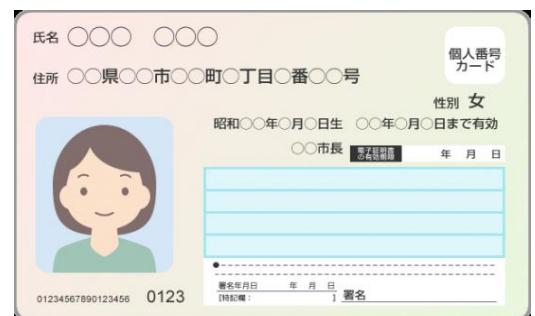 氏名 ○○○ ○○○
個人番号
カード
住所 ○○県○○市○○町○丁目○番○○号
性別 女
昭和○○年○月○日生 ○○年○月○日まで有効
○○市長 電子証明書の有効期限 年 月 日
署名年月日 年 月 日
[特記欄: ] 署名
01234567890123456 0123